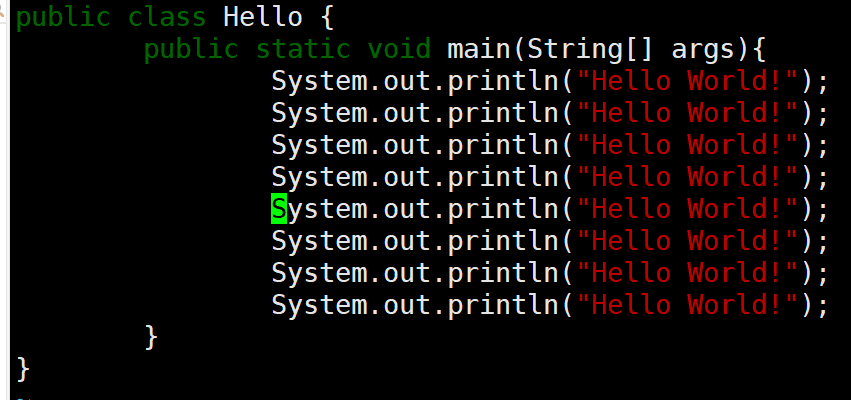 public class Hello {
        public static void main(String[] args){
                System.out.println("Hello World!");
                System.out.println("Hello World!");
                System.out.println("Hello World!");
                System.out.println("Hello World!");
                System.out.println("Hello World!");
                System.out.println("Hello World!");
                System.out.println("Hello World!");
                System.out.println("Hello World!");
        }
}